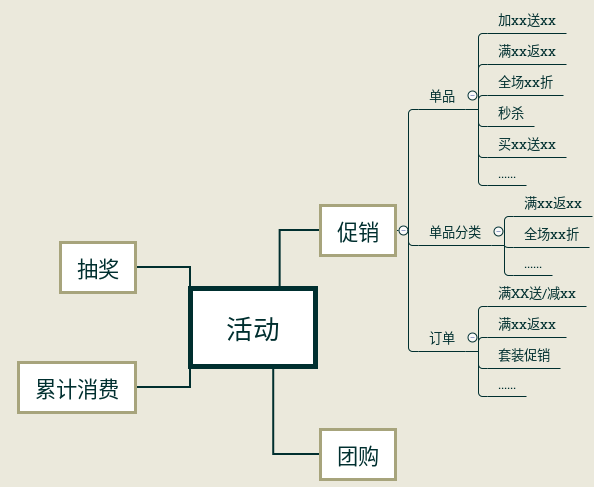 活动
促销
单品
加xx送xx
满xx返xx
全场xx折
秒杀
买xx送xx
......
单品分类
满xx返xx
全场xx折
......
订单
满XX送/减xx
满xx返xx
套装促销
......
团购
抽奖
累计消费